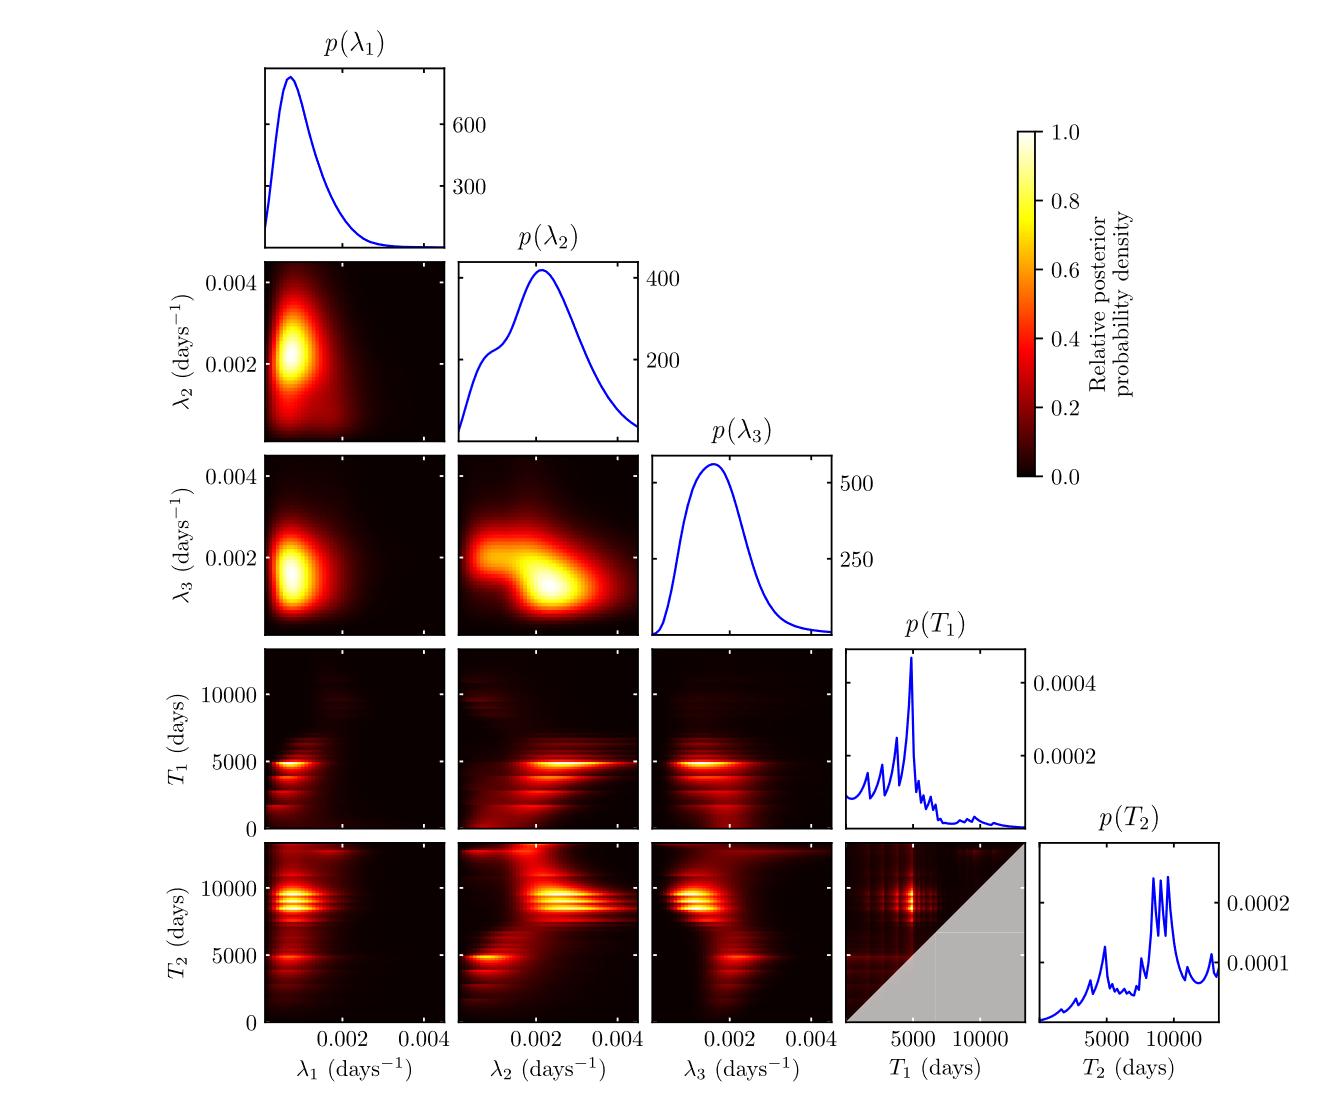 p(λ₁)
600
300
1.0
0.8
0.6
0.4
0.2
0.0
Relative posterior
probability density
p(λ₂)
400
200
0.004
0.002
λ₂ (days⁻¹)
p(λ₃)
500
250
0.004
0.002
λ₃ (days⁻¹)
p(T₁)
0.0004
0.0002
10000
5000
0
T₁ (days)
p(T₂)
0.0002
0.0001
10000
5000
0
T₂ (days)
0.002 0.004 0.002 0.004 0.002 0.004 5000 10000 5000 10000
λ₁ (days⁻¹) λ₂ (days⁻¹) λ₃ (days⁻¹) T₁ (days) T₂ (days)